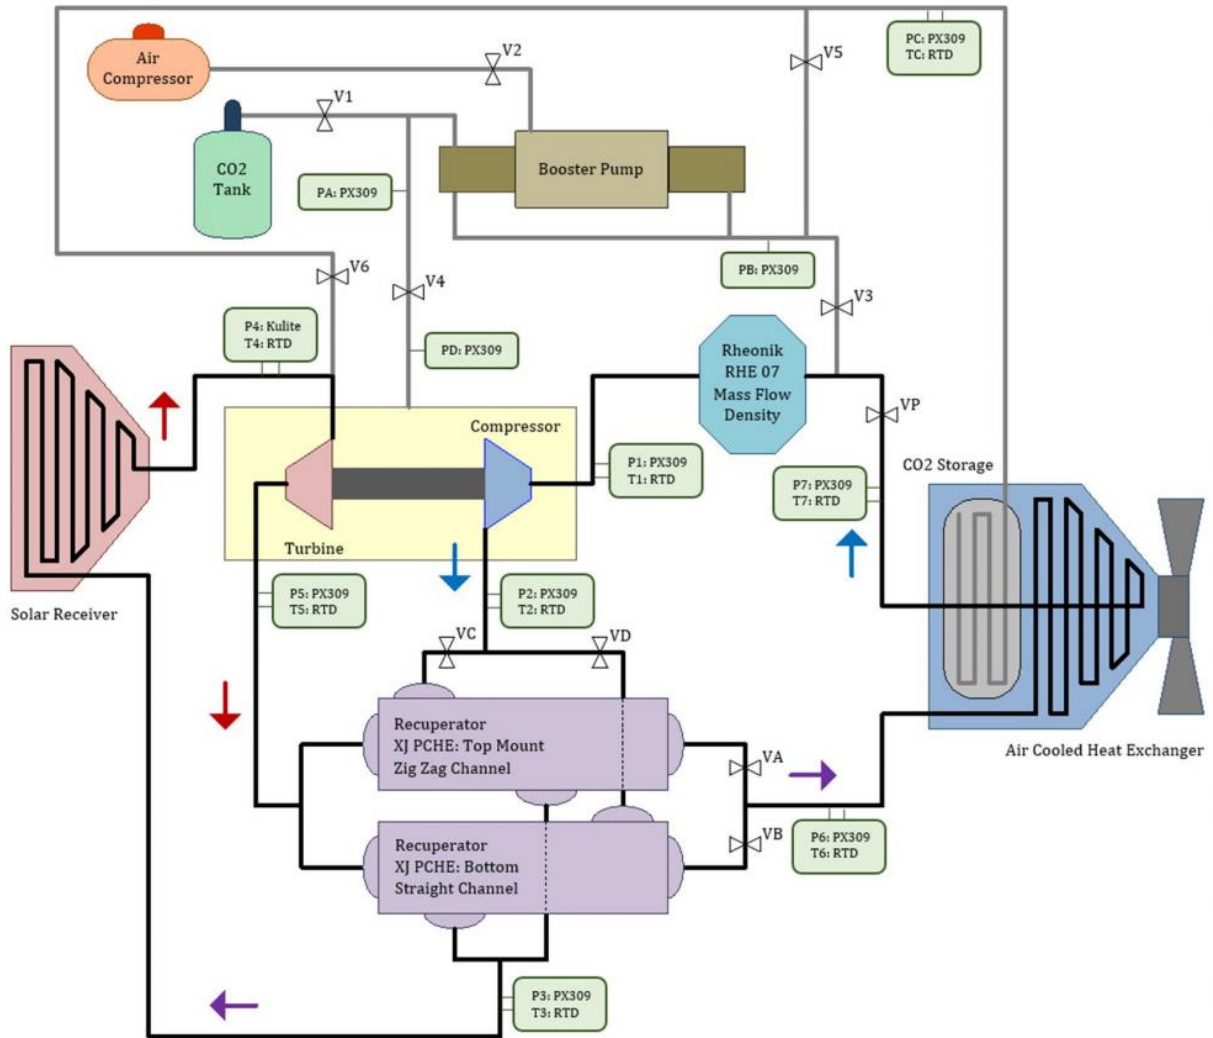 PC: PX309
TC: RTD
V2
V5
Air
Compressor
V1
CO2
Tank
PA: PX309
Booster Pump
PB: PX309
V6
V4
V3
P4: Kulite
T4: RTD
PD: PX309
Rheonik
RHE 07
Mass Flow
Density
VP
Compressor
P1: PX309
T1: RTD
CO2 Storage
P7: PX309
T7: RTD
Turbine
P5: PX309
T5: RTD
P2: PX309
T2: RTD
Solar Receiver
VC
VD
Recuperator
XJ PCHE: Top Mount
Zig Zag Channel
VA
Air Cooled Heat Exchanger
VB
P6: PX309
T6: RTD
Recuperator
XJ PCHE: Bottom
Straight Channel
P3: PX309
T3: RTD